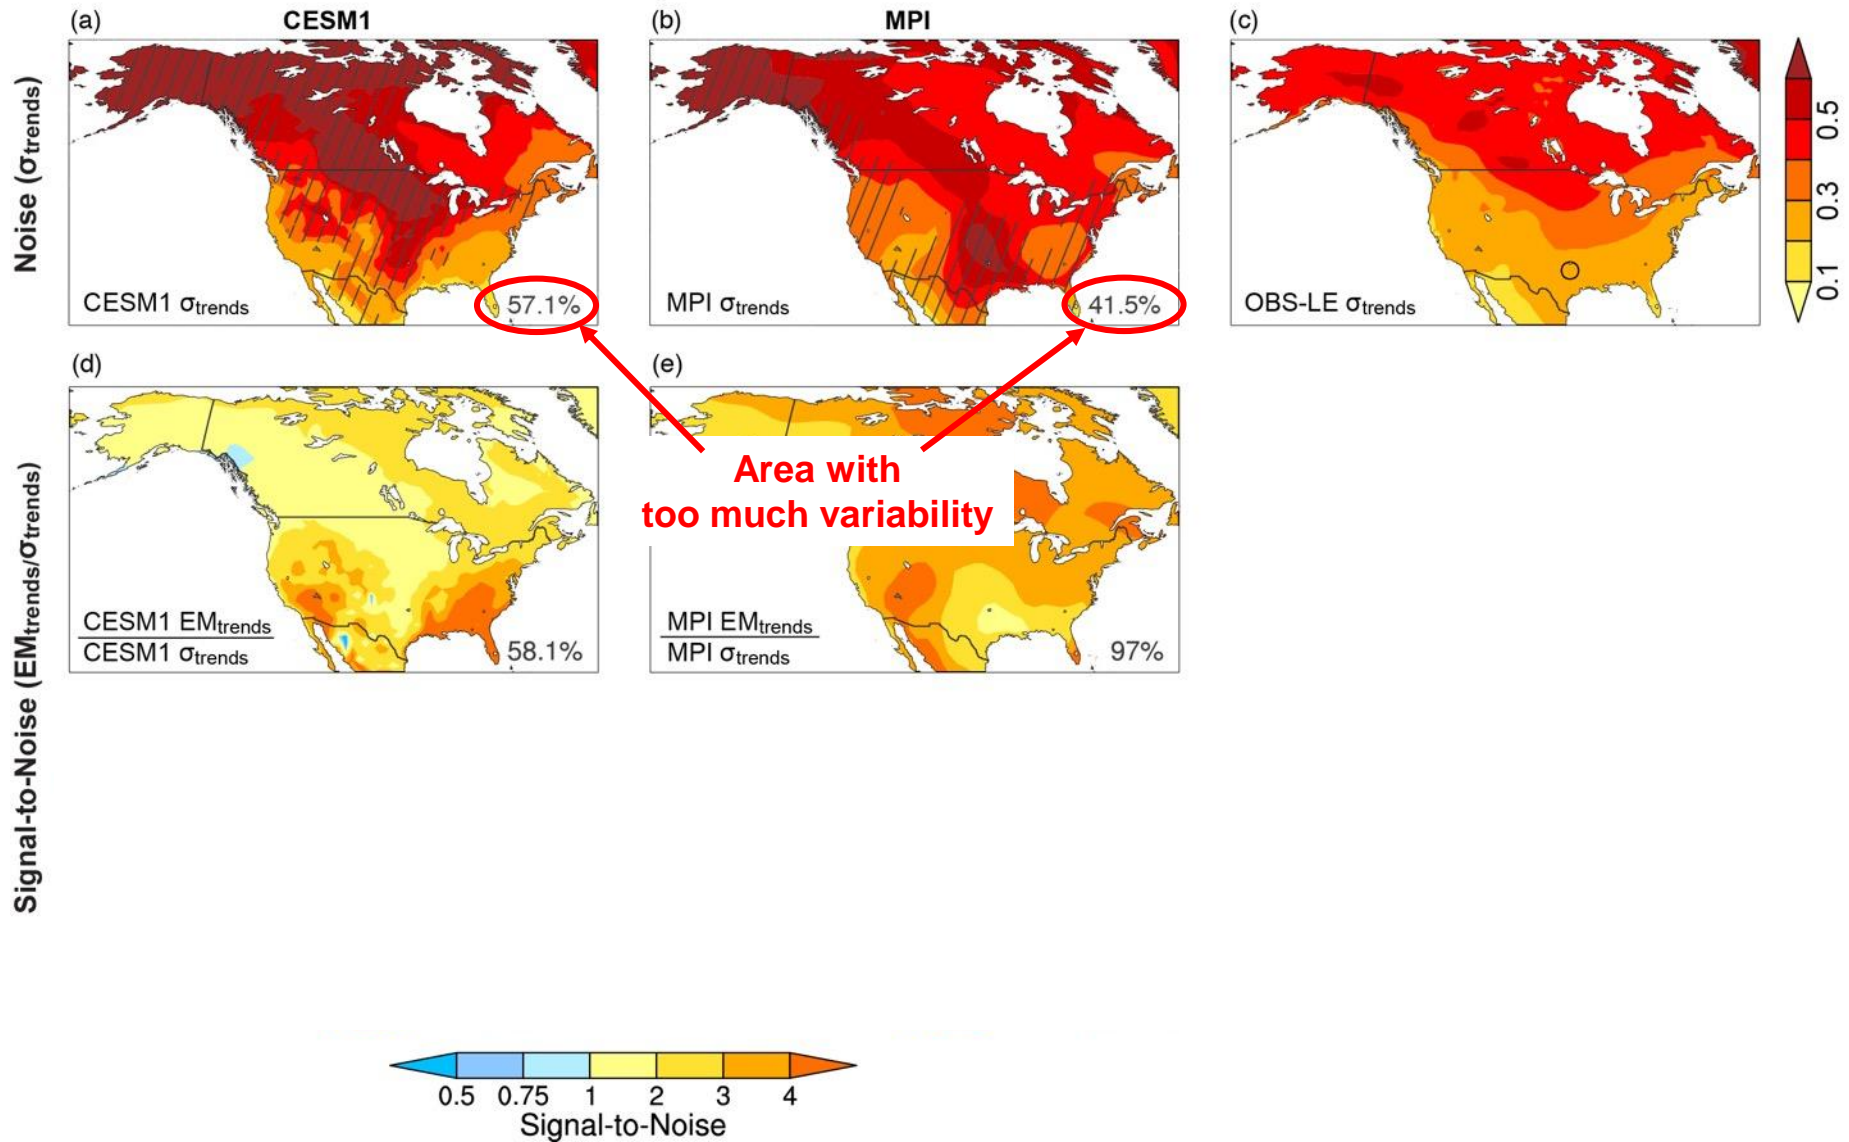 (a)
CESM1
(b)
MPI
(c)
Noise (σtrends)
CESM1 σtrends
57.1%
MPI σtrends
41.5%
OBS-LE σtrends
0.5
0.3
0.1
(d)
(e)
Area with
too much variability
Signal-to-Noise (EMtrends/σtrends)
CESM1 EMtrends
CESM1 σtrends
58.1%
MPI EMtrends
MPI σtrends
97%
0.5 0.75 1 2 3 4
Signal-to-Noise